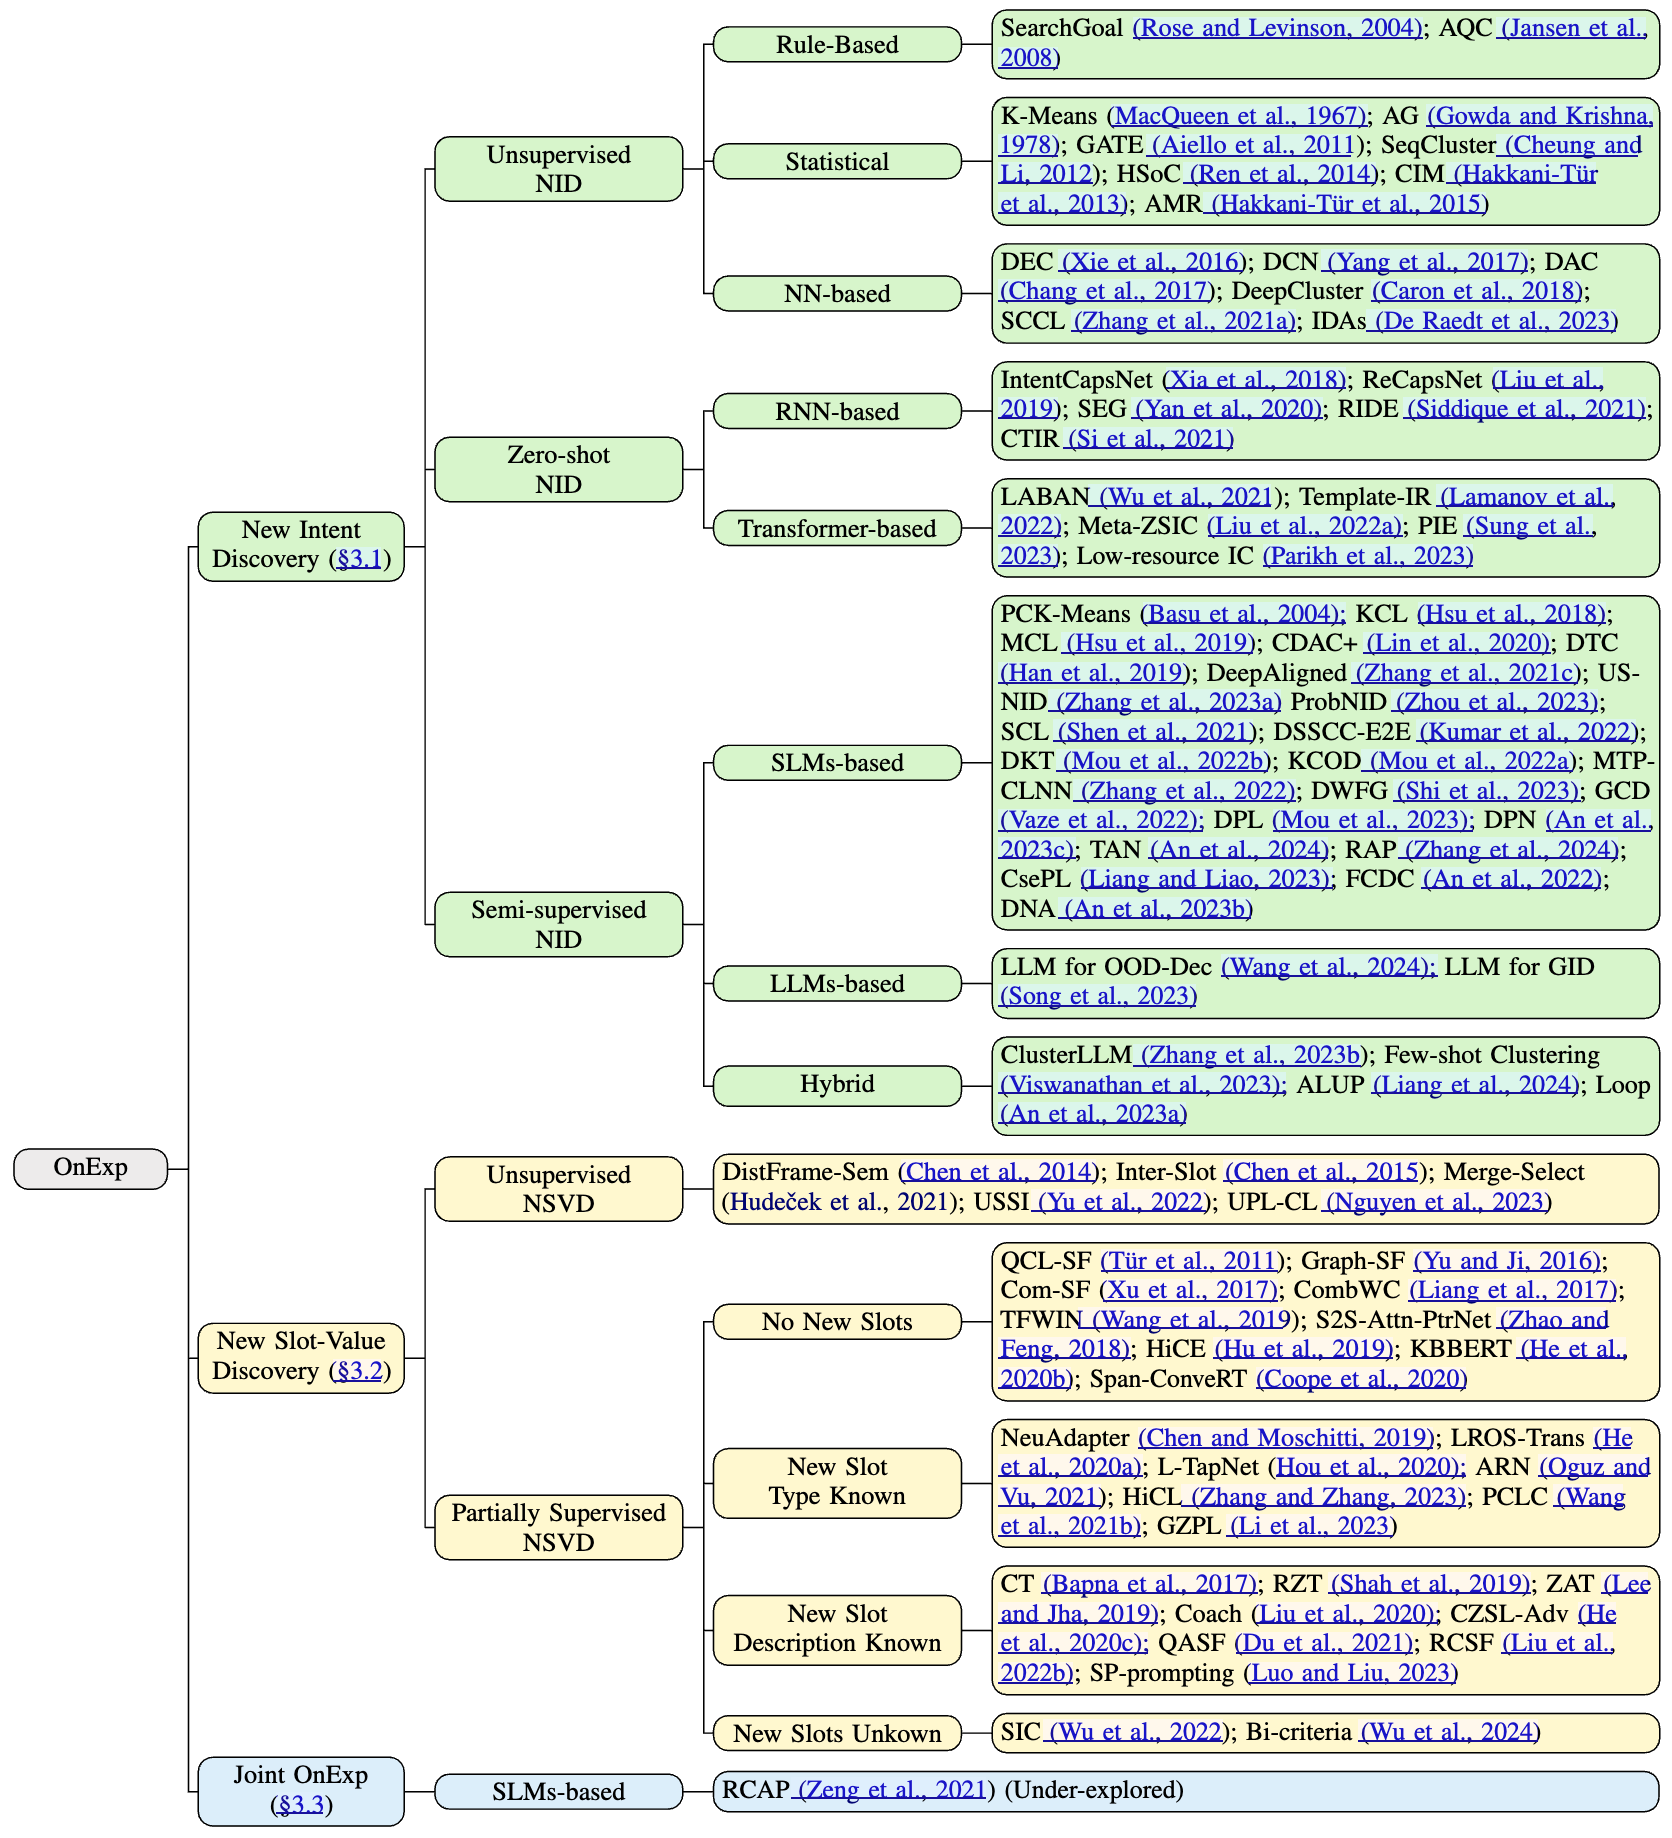 Rule-Based
SearchGoal (Rose and Levinson, 2004); AQC (Jansen et al.,
2008)
Unsupervised
NID
Statistical
K-Means (MacQueen et al., 1967); AG (Gowda and Krishna,
1978); GATE (Aiello et al., 2011); SeqCluster (Cheung and
Li, 2012); HSoC (Ren et al., 2014); CIM (Hakkani-Tür
et al., 2013); AMR (Hakkani-Tür et al., 2015)
NN-based
DEC (Xie et al., 2016); DCN (Yang et al., 2017); DAC
(Chang et al., 2017); DeepCluster (Caron et al., 2018);
SCCL (Zhang et al., 2021a); IDAs (De Raedt et al., 2023)
New Intent
Discovery (§3.1)
Zero-shot
NID
RNN-based
IntentCapsNet (Xia et al., 2018); ReCapsNet (Liu et al.,
2019); SEG (Yan et al., 2020); RIDE (Siddique et al., 2021);
CTIR (Si et al., 2021)
Transformer-based
LABAN (Wu et al., 2021); Template-IR (Lamanov et al.,
2022); Meta-ZSIC (Liu et al., 2022a); PIE (Sung et al.,
2023); Low-resource IC (Parikh et al., 2023)
Semi-supervised
NID
SLMs-based
PCK-Means (Basu et al., 2004); KCL (Hsu et al., 2018);
MCL (Hsu et al., 2019); CDAC+ (Lin et al., 2020); DTC
(Han et al., 2019); DeepAligned (Zhang et al., 2021c); US-
NID (Zhang et al., 2023a) ProbNID (Zhou et al., 2023);
SCL (Shen et al., 2021); DSSCC-E2E (Kumar et al., 2022);
DKT (Mou et al., 2022b); KCOD (Mou et al., 2022a); MTP-
CLNN (Zhang et al., 2022); DWFG (Shi et al., 2023); GCD
(Vaze et al., 2022); DPL (Mou et al., 2023); DPN (An et al.,
2023c); TAN (An et al., 2024); RAP (Zhang et al., 2024);
CsePL (Liang and Liao, 2023); FCDC (An et al., 2022);
DNA (An et al., 2023b)
LLMs-based
LLM for OOD-Dec (Wang et al., 2024); LLM for GID
(Song et al., 2023)
Hybrid
ClusterLLM (Zhang et al., 2023b); Few-shot Clustering
(Viswanathan et al., 2023); ALUP (Liang et al., 2024); Loop
(An et al., 2023a)
OnExp
New Slot-Value
Discovery (§3.2)
Unsupervised
NSVD
DistFrame-Sem (Chen et al., 2014); Inter-Slot (Chen et al., 2015); Merge-Select
(Hudeček et al., 2021); USSI (Yu et al., 2022); UPL-CL (Nguyen et al., 2023)
Partially Supervised
NSVD
No New Slots
QCL-SF (Tür et al., 2011); Graph-SF (Yu and Ji, 2016);
Com-SF (Xu et al., 2017); CombWC (Liang et al., 2017);
TFWIN (Wang et al., 2019); S2S-Attn-PtrNet (Zhao and
Feng, 2018); HiCE (Hu et al., 2019); KBBERT (He et al.,
2020b); Span-ConveRT (Coope et al., 2020)
New Slot
Type Known
NeuAdapter (Chen and Moschitti, 2019); LROS-Trans (He
et al., 2020a); L-TapNet (Hou et al., 2020); ARN (Oguz and
Vu, 2021); HiCL (Zhang and Zhang, 2023); PCLC (Wang
et al., 2021b); GZPL (Li et al., 2023)
New Slot
Description Known
CT (Bapna et al., 2017); RZT (Shah et al., 2019); ZAT (Lee
and Jha, 2019); Coach (Liu et al., 2020); CZSL-Adv (He
et al., 2020c); QASF (Du et al., 2021); RCSF (Liu et al.,
2022b); SP-prompting (Luo and Liu, 2023)
New Slots Unkown
SIC (Wu et al., 2022); Bi-criteria (Wu et al., 2024)
Joint OnExp
(§3.3)
SLMs-based
RCAP (Zeng et al., 2021) (Under-explored)